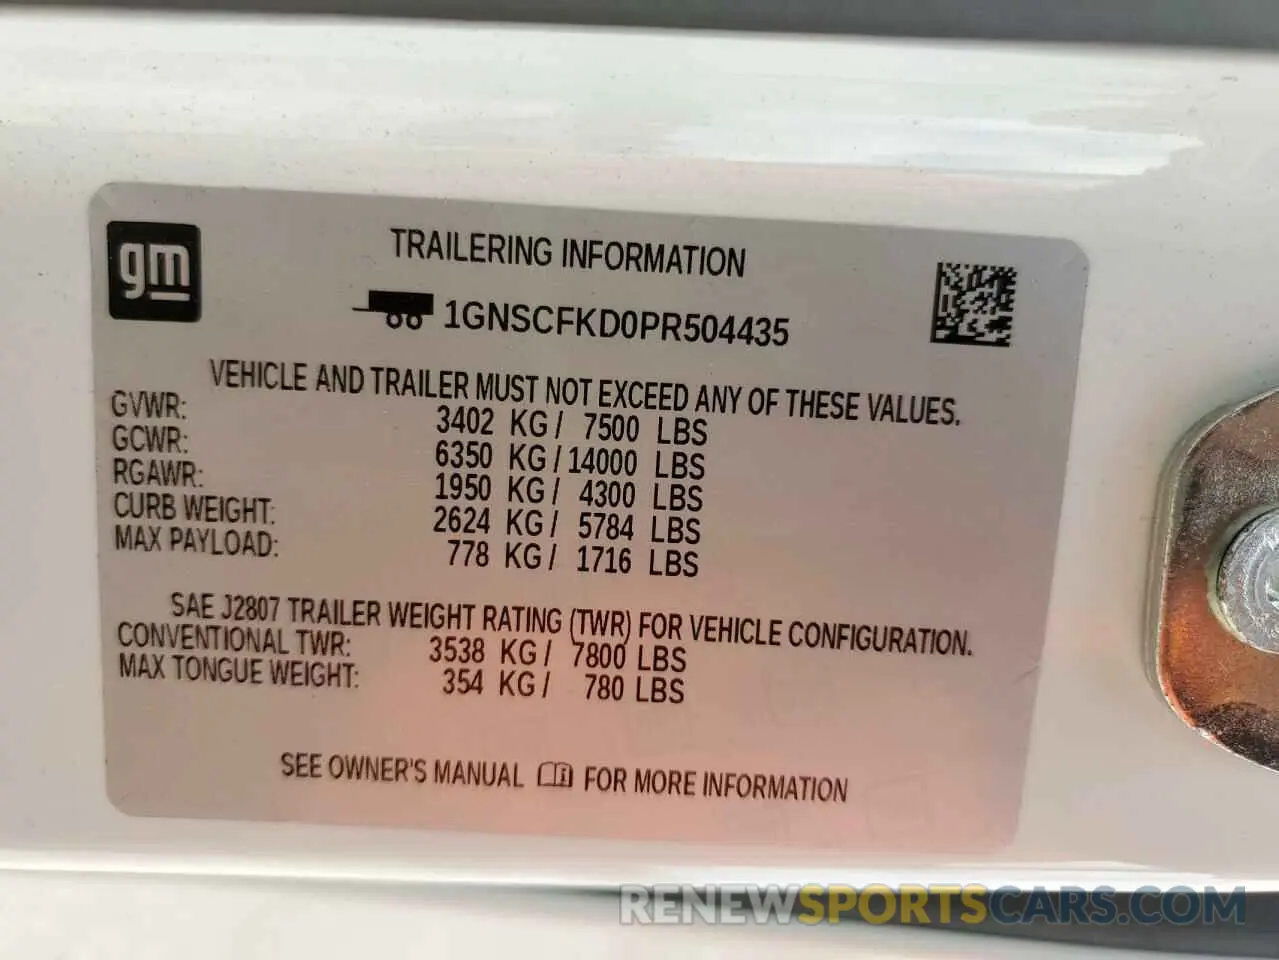 gm
TRAILERING INFORMATION
1GNSCFKD0PR504435
VEHICLE AND TRAILER MUST NOT EXCEED ANY OF THESE VALUES.
GVWR: 3402 KG / 7500 LBS
GCWR: 6350 KG / 14000 LBS
RGAWR: 1950 KG / 4300 LBS
CURB WEIGHT: 2624 KG / 5784 LBS
MAX PAYLOAD: 778 KG / 1716 LBS
SAE J2807 TRAILER WEIGHT RATING (TWR) FOR VEHICLE CONFIGURATION.
CONVENTIONAL TWR: 3538 KG / 7800 LBS
MAX TONGUE WEIGHT: 354 KG / 780 LBS
SEE OWNER'S MANUAL FOR MORE INFORMATION
RENEWSPORTSCARS.COM